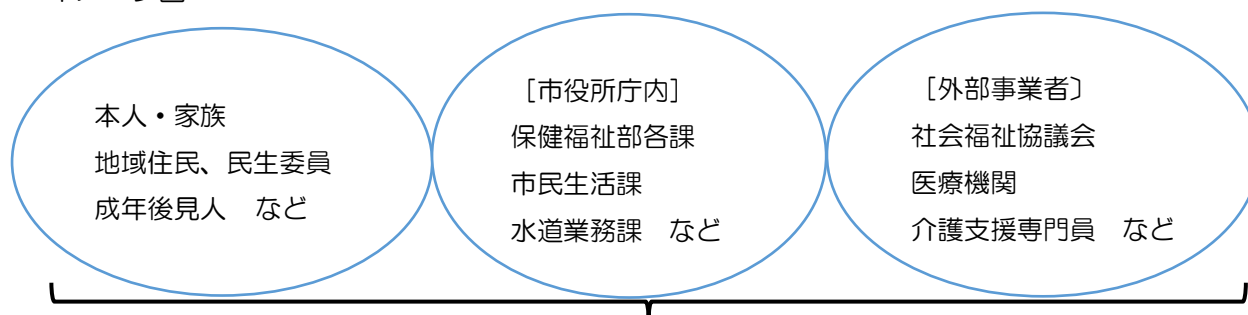 本人・家族
地域住民、民生委員
成年後見人　など
［市役所庁内］
保健福祉部各課
市民生活課
水道業務課　など
［外部事業者〕
社会福祉協議会
医療機関
介護支援専門員　など